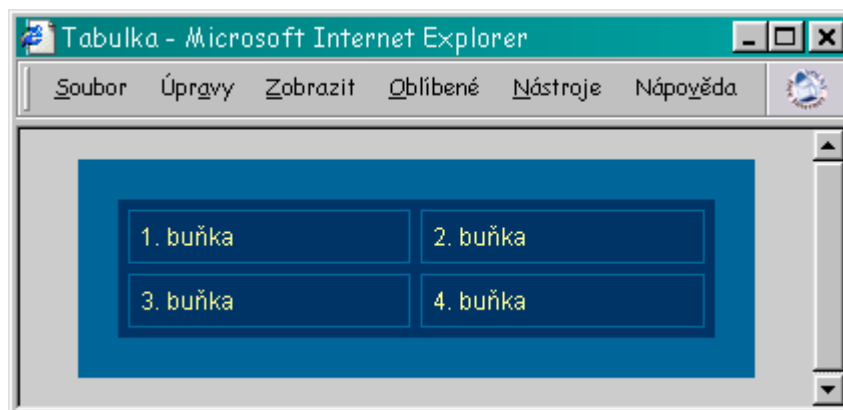 Tabulka - Microsoft Internet Explorer
Soubor Úpravy Zobrazit Oblíbené Nástroje Nápověda
1. buňka 2. buňka
3. buňka 4. buňka